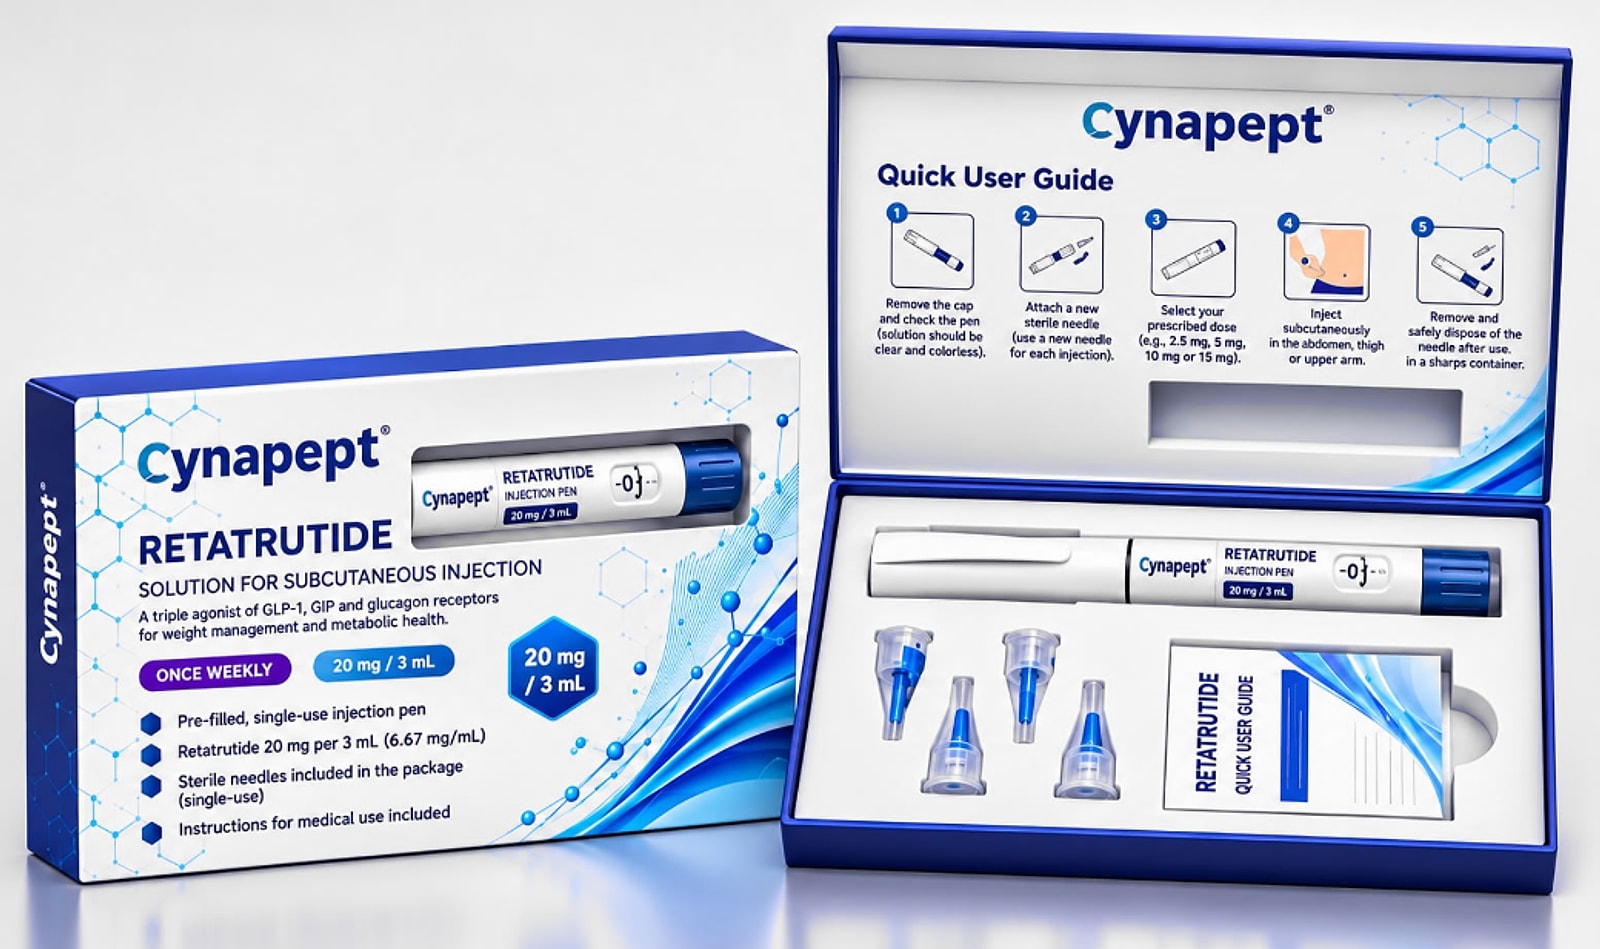 Cynapept®
Cynapept®
RETATRUTIDE
SOLUTION FOR SUBCUTANEOUS INJECTION
A triple agonist of GLP-1, GIP and glucagon receptors
for weight management and metabolic health.
ONCE WEEKLY
20 mg / 3 mL
20 mg
/ 3 mL
Pre-filled, single-use injection pen
Retatrutide 20 mg per 3 mL (6.67 mg/mL)
Sterile needles included in the package
(single-use)
Instructions for medical use included
Cynapept®
RETATRUTIDE
INJECTION PEN
20 mg / 3 mL
-0
Cynapept®
Quick User Guide
1
Remove the cap
and check the pen
(solution should be
clear and colorless).
2
Attach a new
sterile needle
(use a new needle
for each injection).
3
Select your
prescribed dose
(e.g., 2.5 mg, 5 mg,
10 mg or 15 mg).
4
Inject
subcutaneously
in the abdomen, thigh
or upper arm.
5
Remove and
safely dispose of the
needle after use.
in a sharps container.
Cynapept®
RETATRUTIDE
INJECTION PEN
20 mg / 3 mL
-0
RETATRUTIDE
QUICK USER GUIDE